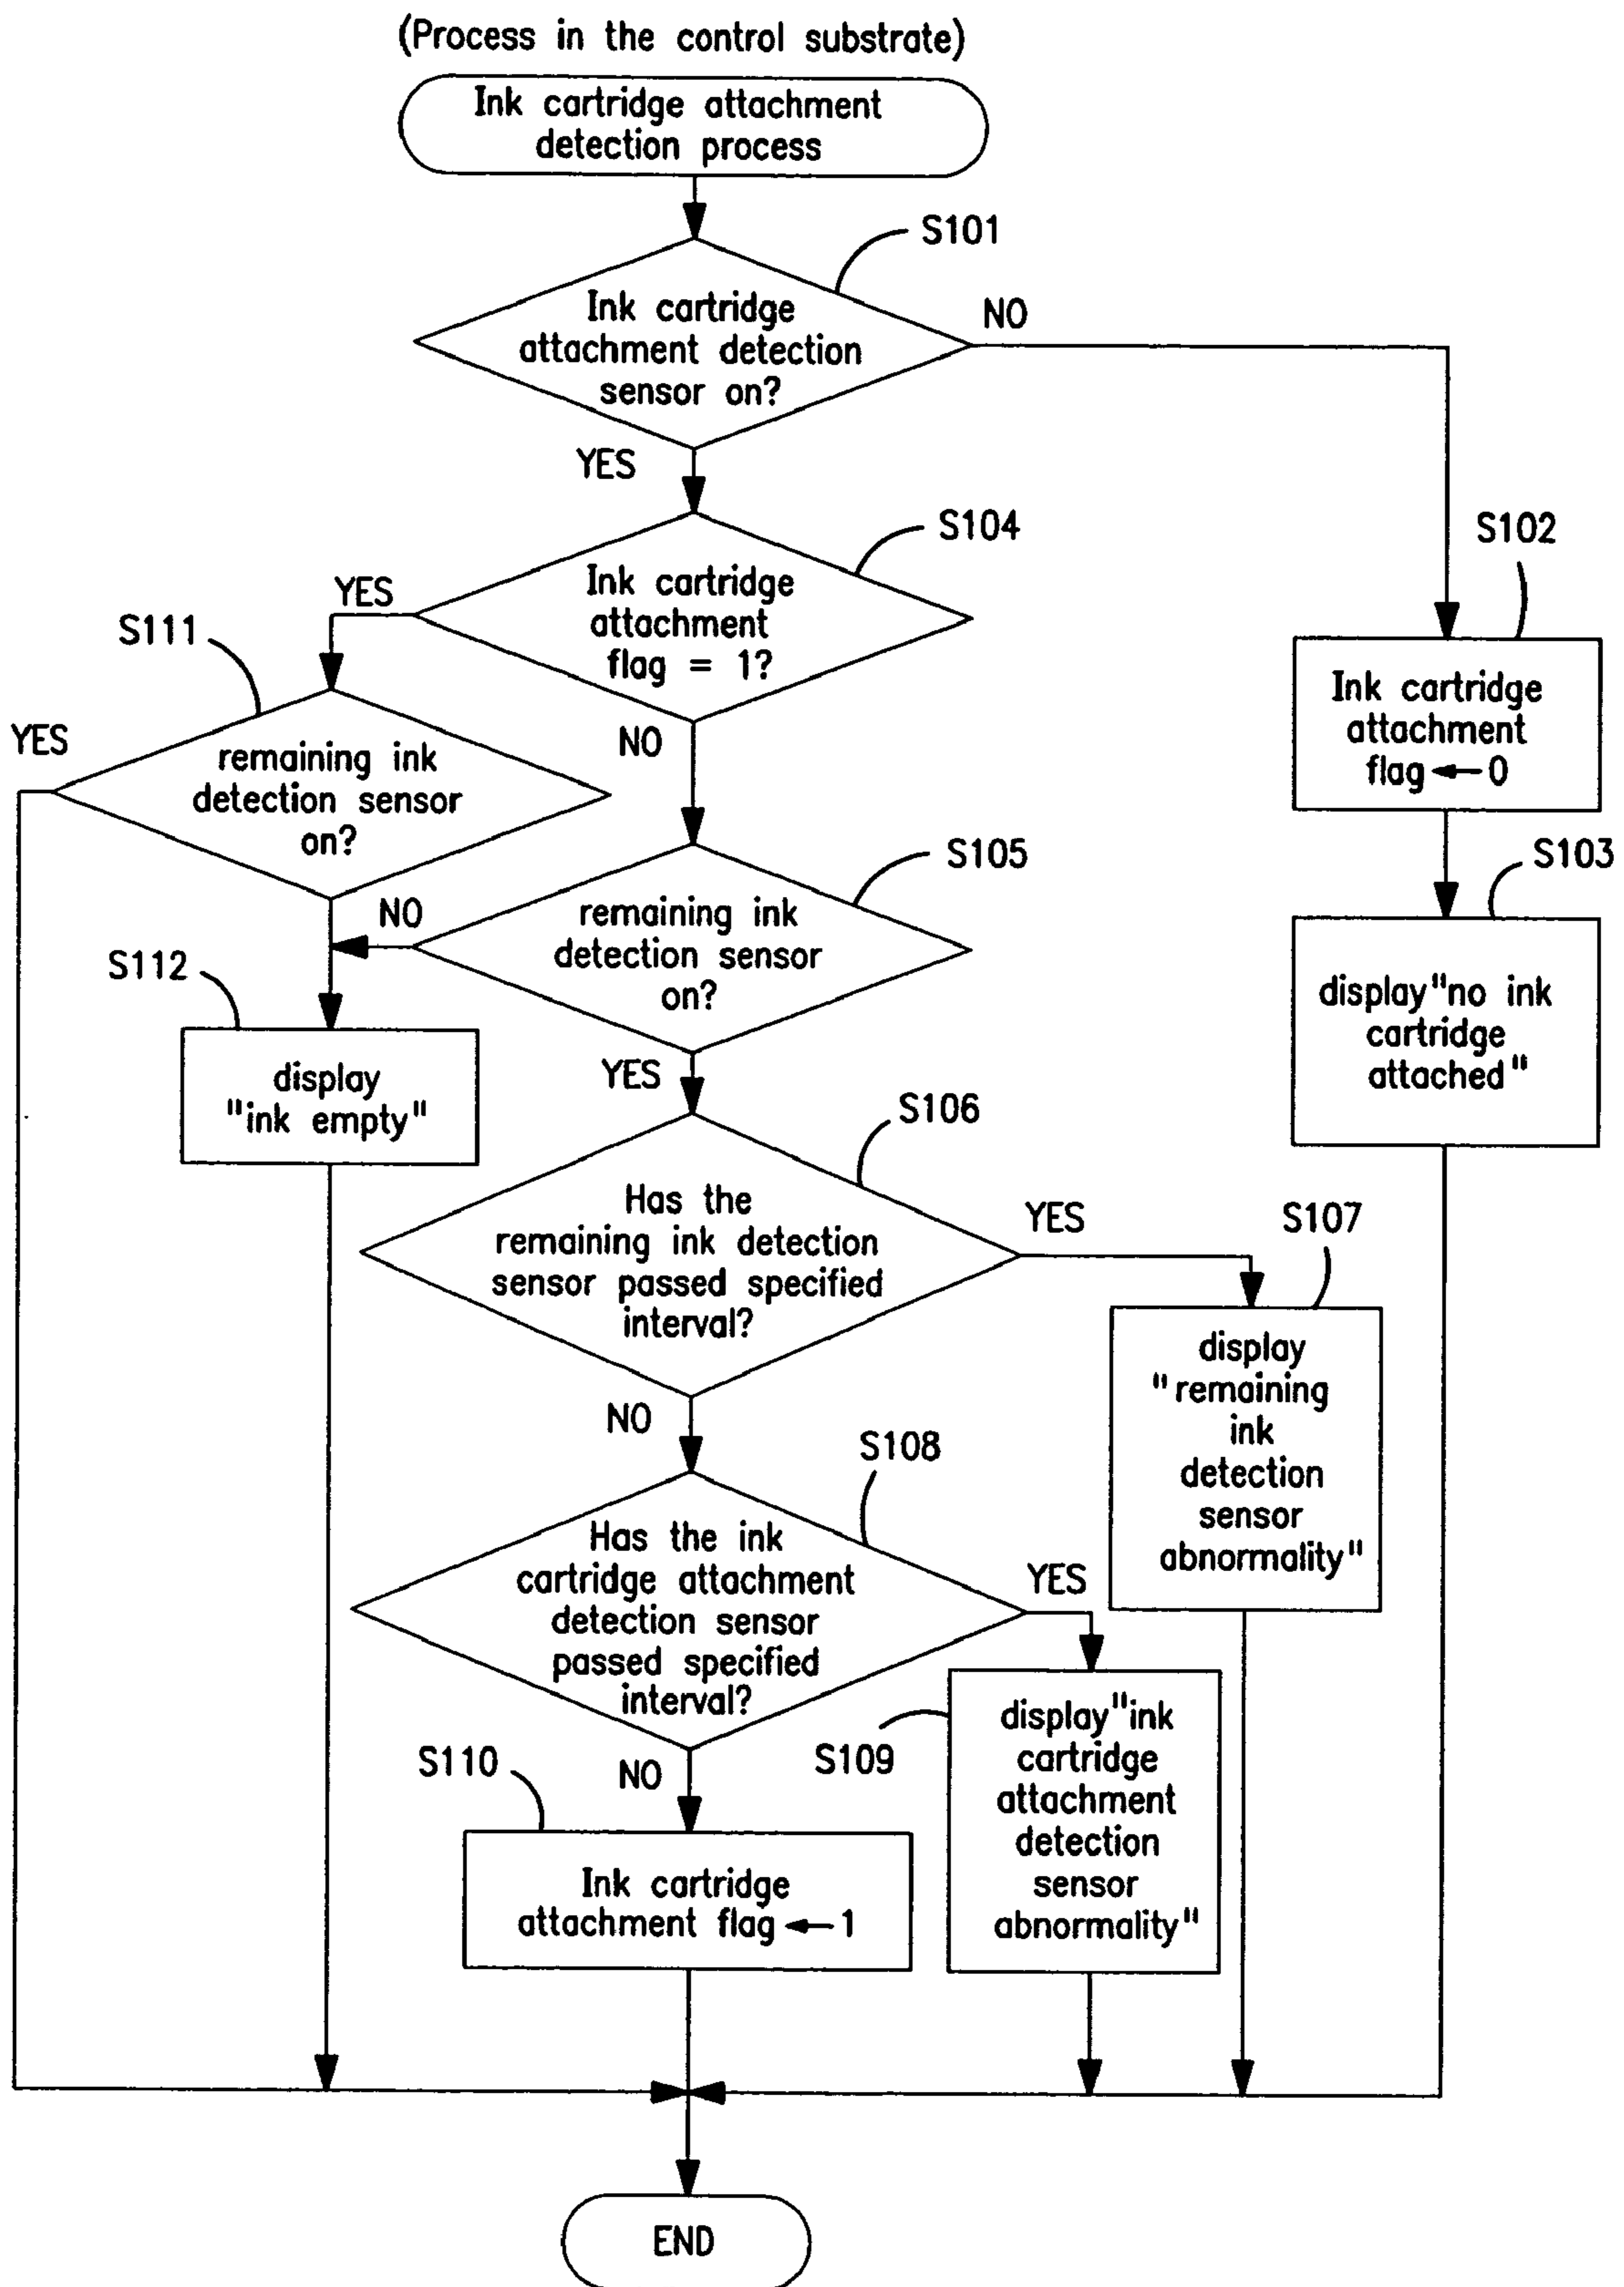 (Process in the control substrate)
Ink cartridge attachment
detection process
S101
Ink cartridge
attachment detection
sensor on?
NO
YES
S104
Ink cartridge
attachment
flag = 1?
YES
NO
S102
Ink cartridge
attachment
flag ← 0
S111
YES
remaining ink
detection sensor
on?
NO
S105
remaining ink
detection sensor
on?
YES
S103
display "no ink
cartridge
attached"
S112
display
"ink empty"
S106
Has the
remaining ink detection
sensor passed specified
interval?
YES
NO
S107
display
"remaining
ink
detection
sensor
abnormality"
S108
Has the ink
cartridge attachment
detection sensor
passed specified
interval?
YES
NO
S109
display "ink
cartridge
attachment
detection
sensor
abnormality"
S110
Ink cartridge
attachment flag ← 1
END